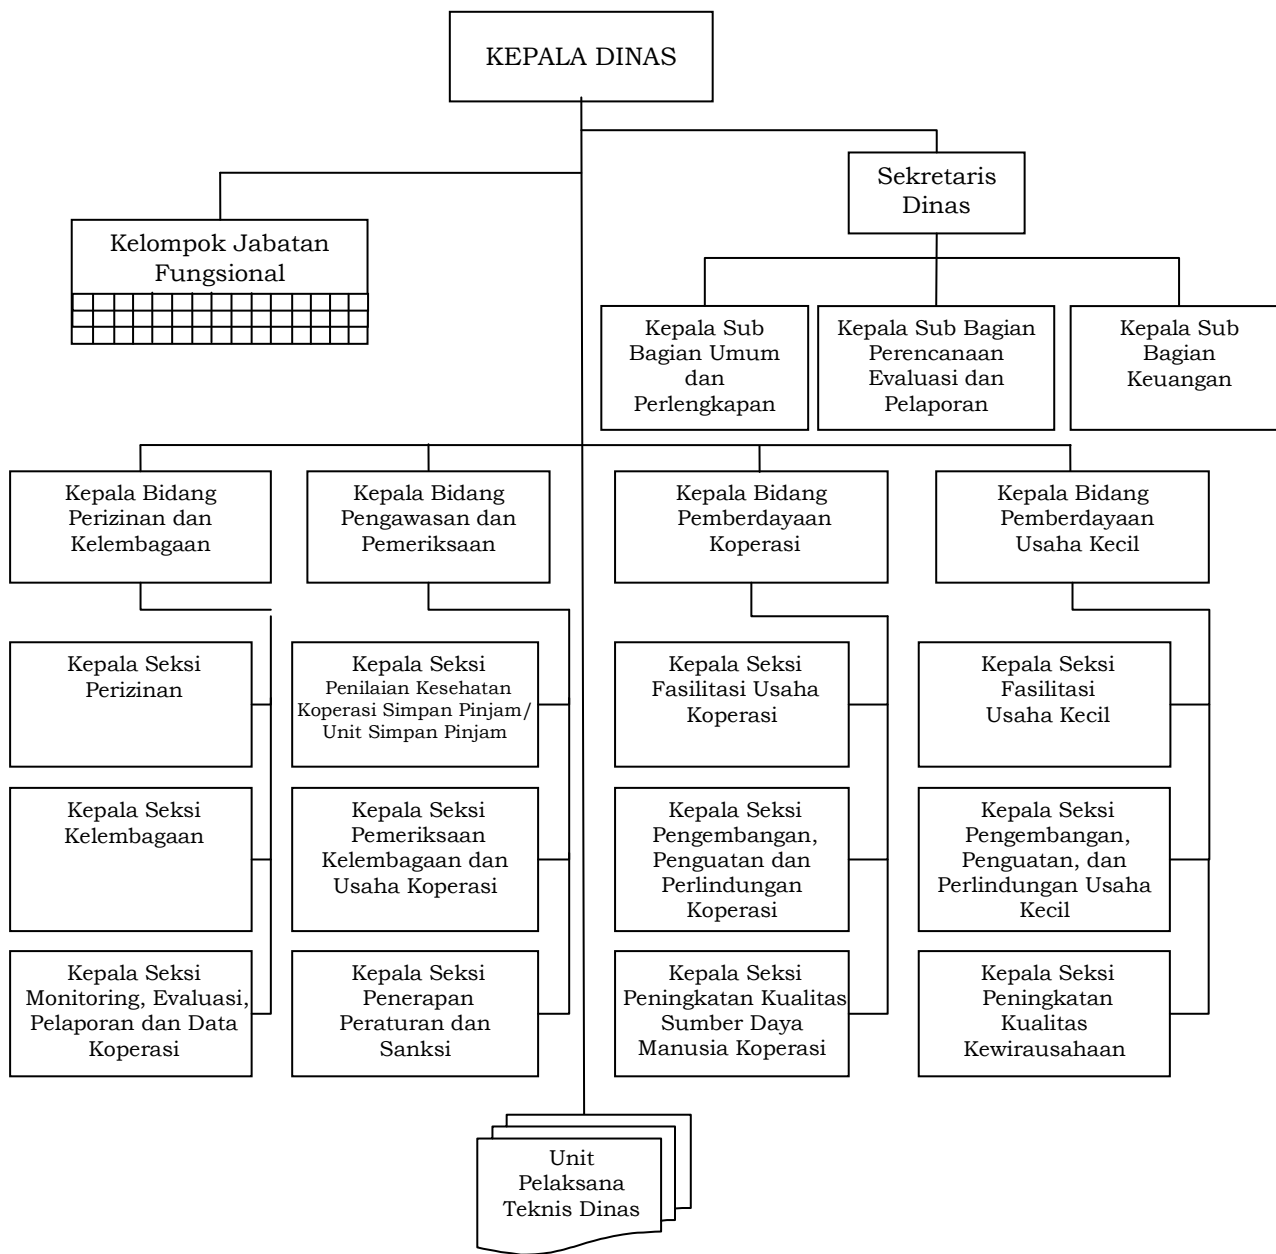 KEPALA DINAS
Sekretaris
Dinas
Kelompok Jabatan
Fungsional
Kepala Sub
Bagian Umum
dan
Perlengkapan
Kepala Sub Bagian
Perencanaan
Evaluasi dan
Pelaporan
Kepala Sub
Bagian
Keuangan
Kepala Bidang
Perizinan dan
Kelembagaan
Kepala Bidang
Pengawasan dan
Pemeriksaan
Kepala Bidang
Pemberdayaan
Koperasi
Kepala Bidang
Pemberdayaan
Usaha Kecil
Kepala Seksi
Perizinan
Kepala Seksi
Penilaian Kesehatan
Koperasi Simpan Pinjam/
Unit Simpan Pinjam
Kepala Seksi
Fasilitasi Usaha
Koperasi
Kepala Seksi
Fasilitasi
Usaha Kecil
Kepala Seksi
Kelembagaan
Kepala Seksi
Pemeriksaan
Kelembagaan dan
Usaha Koperasi
Kepala Seksi
Pengembangan,
Penguatan dan
Perlindungan
Koperasi
Kepala Seksi
Pengembangan,
Penguatan, dan
Perlindungan Usaha
Kecil
Kepala Seksi
Monitoring, Evaluasi,
Pelaporan dan Data
Koperasi
Kepala Seksi
Penerapan
Peraturan dan
Sanksi
Kepala Seksi
Peningkatan Kualitas
Sumber Daya
Manusia Koperasi
Kepala Seksi
Peningkatan
Kualitas
Kewirausahaan
Unit
Pelaksana
Teknis Dinas